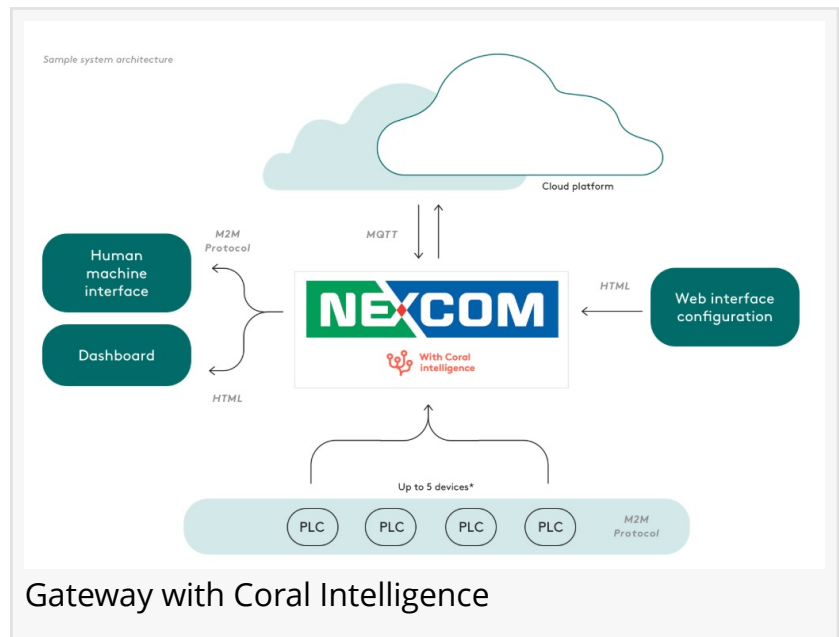 Sample system architecture
Cloud platform
M2M
Protocol
MQTT
Human
machine
interface
HTML
Web interface
configuration
NEXCOM
With Coral
intelligence
Dashboard
HTML
Up to 5 devices*
PLC
PLC
PLC
PLC
M2M
Protocol
Gateway with Coral Intelligence